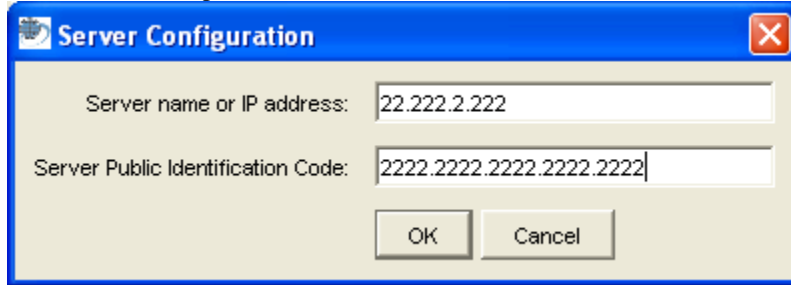 Server Configuration
Server name or IP address: 22.222.2.222
Server Public Identification Code: 2222.2222.2222.2222.2222
OK Cancel